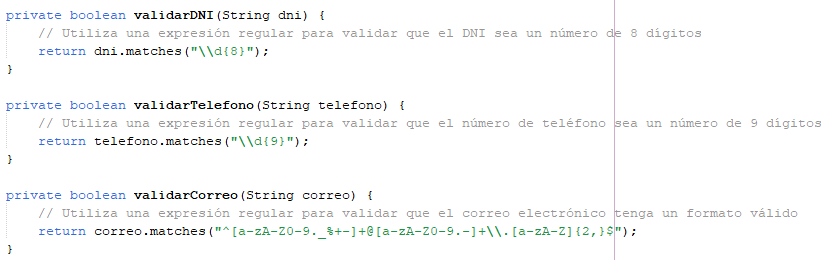 private boolean validarDNI(String dni) {
// Utiliza una expresión regular para validar que el DNI sea un número de 8 dígitos
return dni.matches("\\d{8}");
}
private boolean validarTelefono(String telefono) {
// Utiliza una expresión regular para validar que el número de teléfono sea un número de 9 dígitos
return telefono.matches("\\d{9}");
}
private boolean validarCorreo(String correo) {
// Utiliza una expresión regular para validar que el correo electrónico tenga un formato válido
return correo.matches("^[a-zA-Z0-9._%+-]+@[a-zA-Z0-9.-]+\\.[a-zA-Z]{2,}$");
}